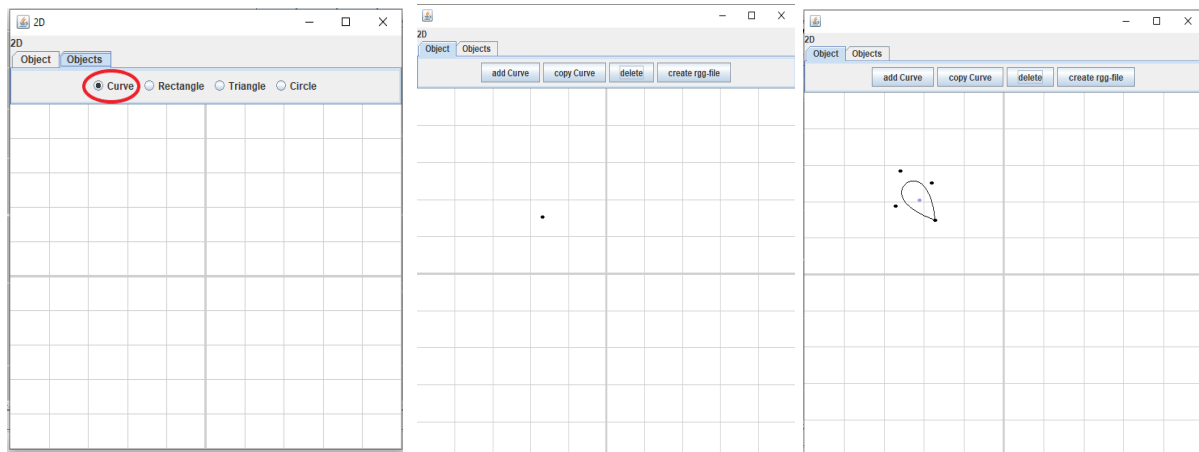 2D
2D
Object Objects
Curve Rectangle Triangle Circle
2D
Object Objects
add Curve copy Curve delete create rgg-file
2D
Object Objects
add Curve copy Curve delete create rgg-file